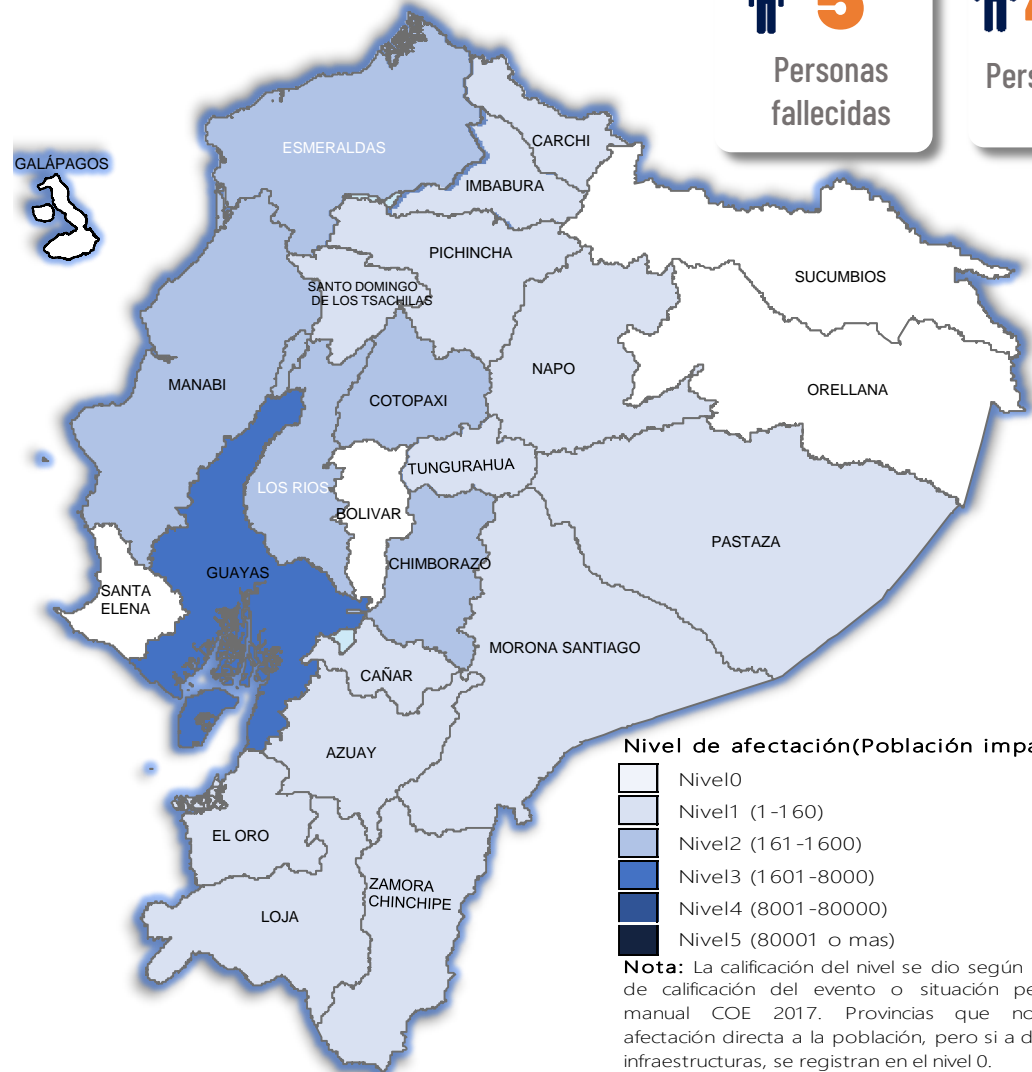 5
Personas
fallecidas
GALÁPAGOS
ESMERALDAS
CARCHI
IMBABURA
PICHINCHA
SUCUMBIOS
SANTO DOMINGO
DE LOS TSACHILAS
NAPO
MANABI
COTOPAXI
ORELLANA
TUNGURAHUA
LOS RIOS
BOLIVAR
PASTAZA
CHIMBORAZO
GUAYAS
SANTA
ELENA
MORONA SANTIAGO
CAÑAR
AZUAY
EL ORO
ZAMORA
CHINCHIPE
LOJA
Nivel de afectación(Población
Nivel0
Nivel1 (1-160)
Nivel2 (161-1600)
Nivel3 (1601-8000)
Nivel4 (8001-80000)
Nivel5 (80001 o mas)
Nota: La calificación del nivel se dio según
de calificación del evento o situación
manual COE 2017. Provincias que
afectación directa a la población, pero si a
infraestructuras, se registran en el nivel 0.